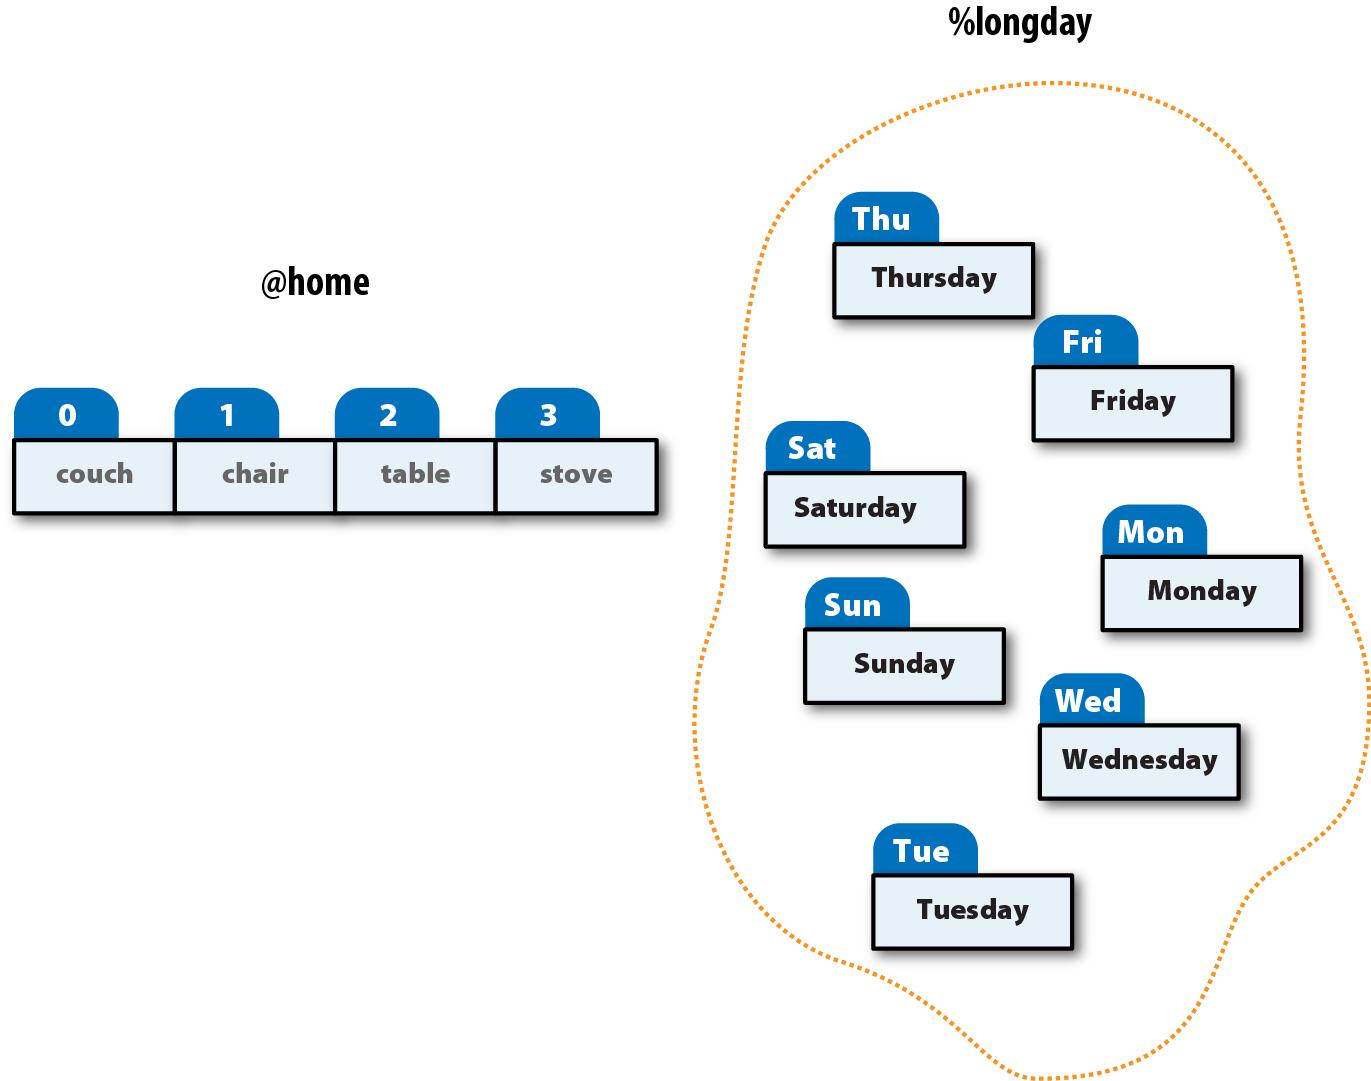 %longday
@home
0 1 2 3
couch chair table stove
Thu
Thursday
Fri
Friday
Sat
Saturday
Mon
Monday
Sun
Sunday
Wed
Wednesday
Tue
Tuesday